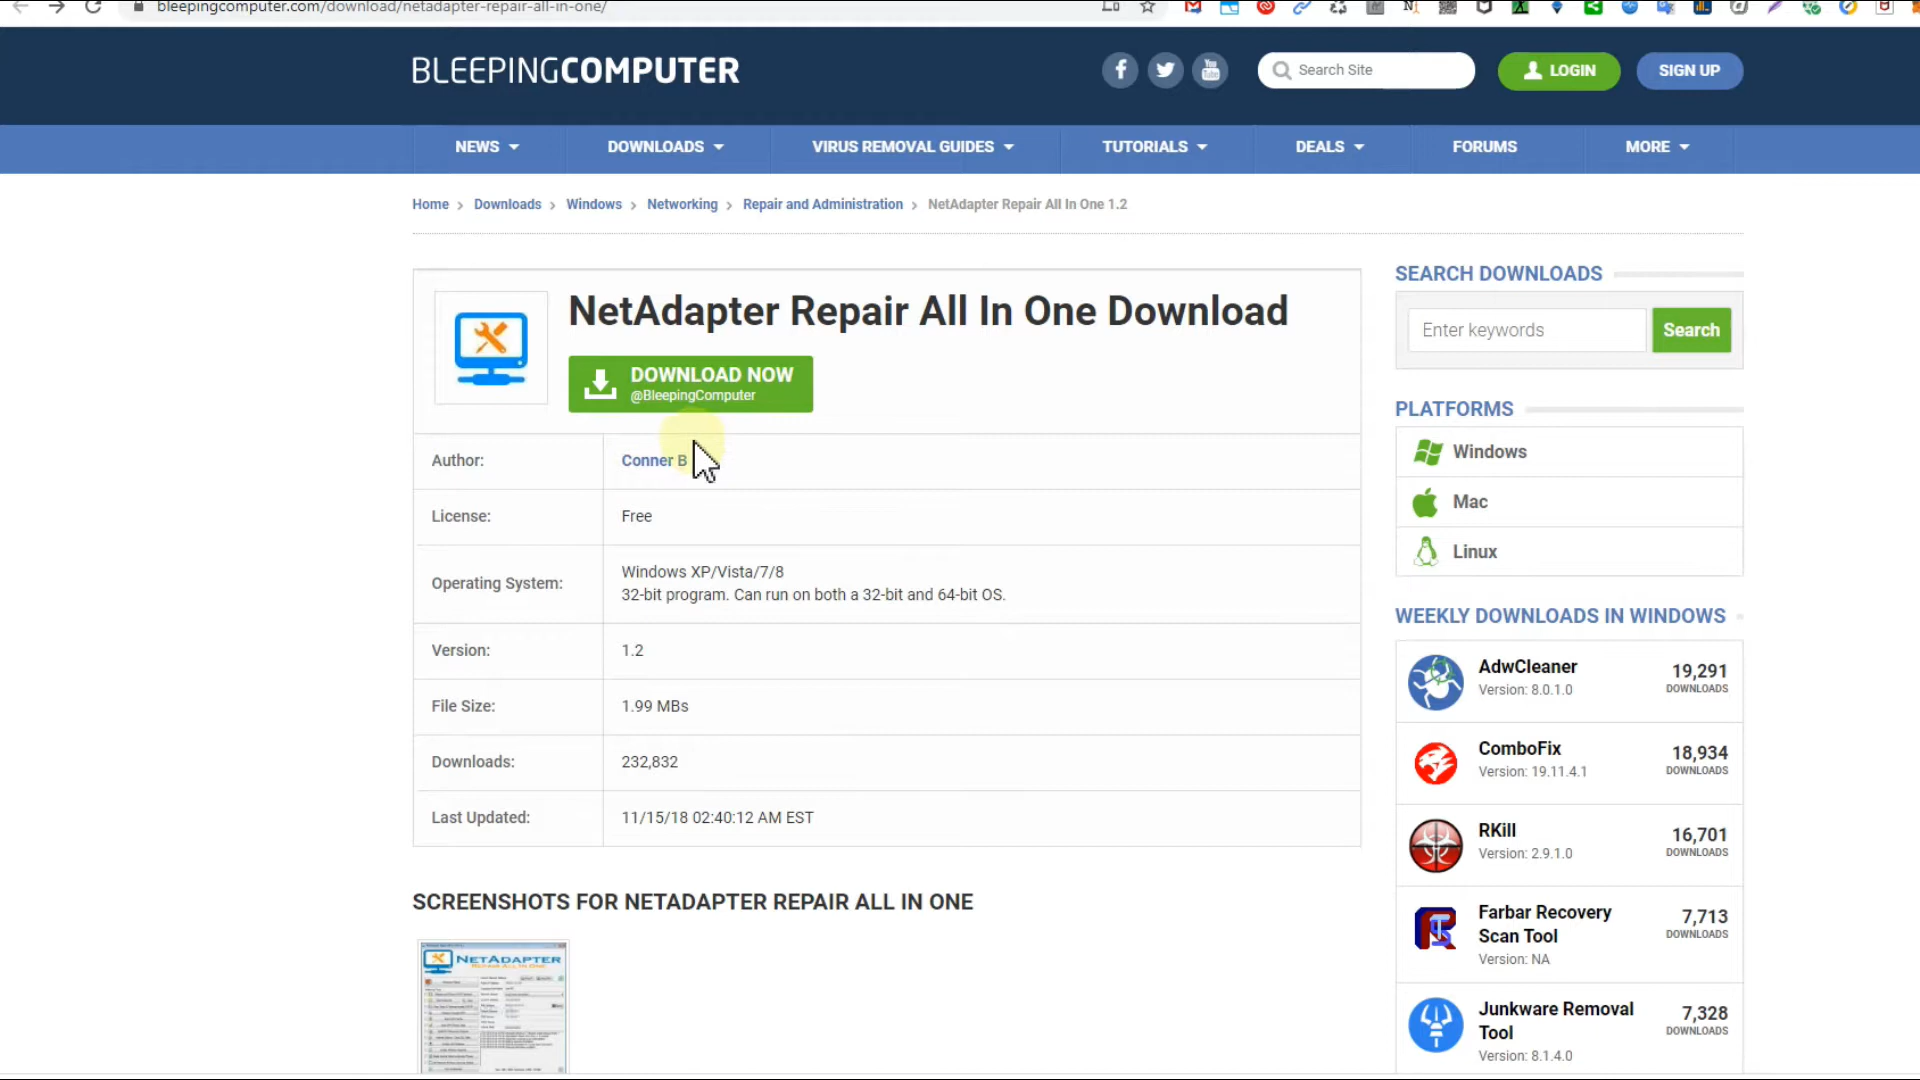 bleepingcomputer.com/download/netadapter-repair-all-in-one/
BLEEPINGCOMPUTER
Search Site
LOGIN
SIGN UP
NEWS
DOWNLOADS
VIRUS REMOVAL GUIDES
TUTORIALS
DEALS
FORUMS
MORE
Home > Downloads > Windows > Networking > Repair and Administration > NetAdapter Repair All In One 1.2
NetAdapter Repair All In One Download
DOWNLOAD NOW
@BleepingComputer
Author: Conner B
License: Free
Operating System: Windows XP/Vista/7/8
32-bit program. Can run on both a 32-bit and 64-bit OS.
Version: 1.2
File Size: 1.99 MBs
Downloads: 232,832
Last Updated: 11/15/18 02:40:12 AM EST
SCREENSHOTS FOR NETADAPTER REPAIR ALL IN ONE
NETADAPTER
REPAIR ALL IN ONE
SEARCH DOWNLOADS
Enter keywords
Search
PLATFORMS
Windows
Mac
Linux
WEEKLY DOWNLOADS IN WINDOWS
AdwCleaner
Version: 8.0.1.0
19,291
DOWNLOADS
ComboFix
Version: 19.11.4.1
18,934
DOWNLOADS
RKill
Version: 2.9.1.0
16,701
DOWNLOADS
Farbar Recovery
Scan Tool
Version: NA
7,713
DOWNLOADS
Junkware Removal
Tool
Version: 8.1.4.0
7,328
DOWNLOADS